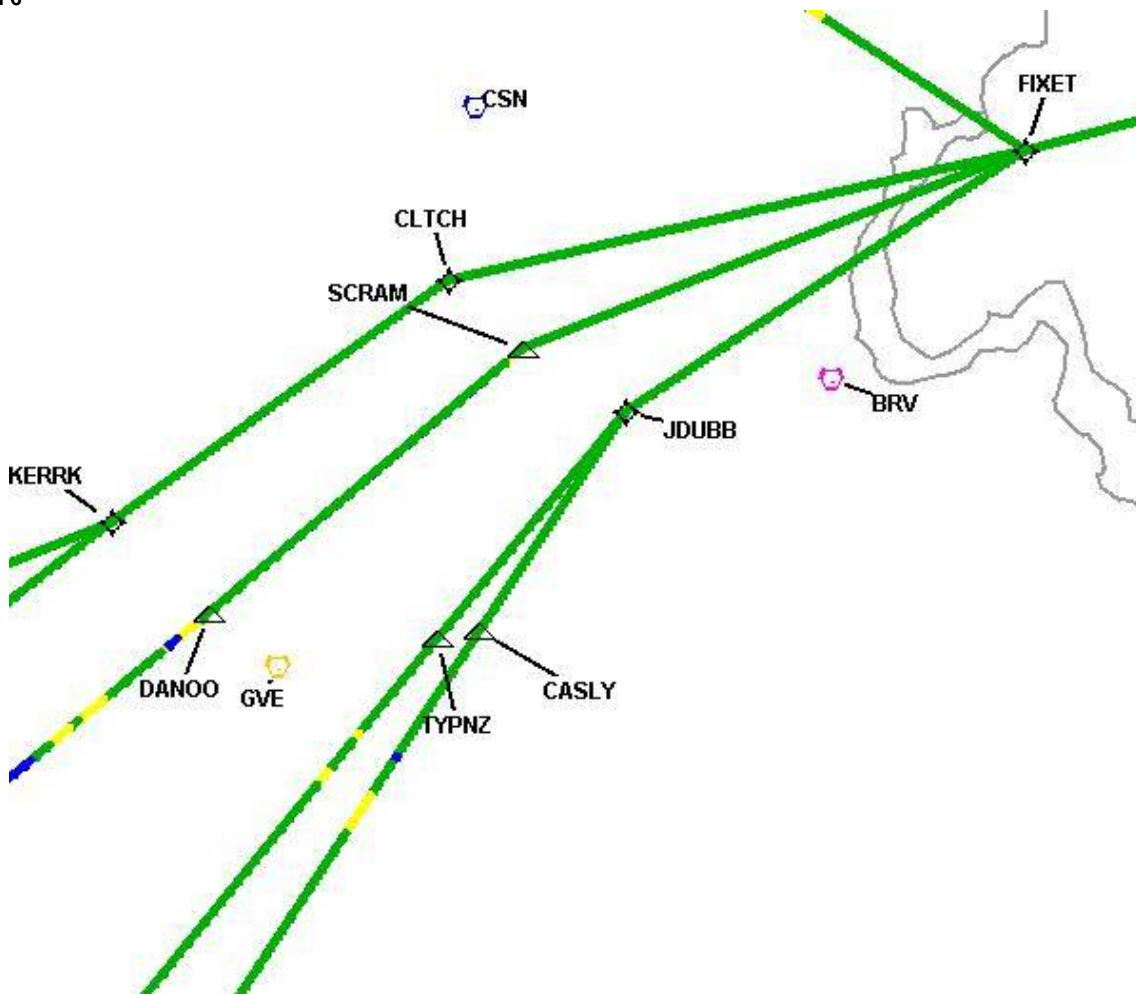 FIXET
CSN
CLTCH
SCRAM
BRV
JDUBB
KERRK
DANOO
GVE
CASLY
TYPNZ